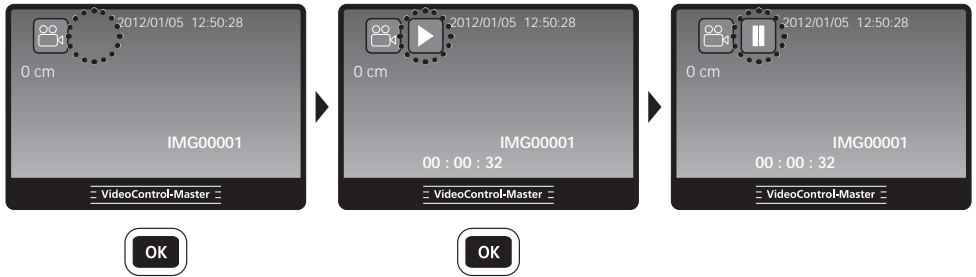 2012/01/05 12:50:28
0 cm
IMG00001
VideoControl-Master
OK
2012/01/05 12:50:28
0 cm
IMG00001
00 : 00 : 32
VideoControl-Master
OK
2012/01/05 12:50:28
0 cm
IMG00001
00 : 00 : 32
VideoControl-Master